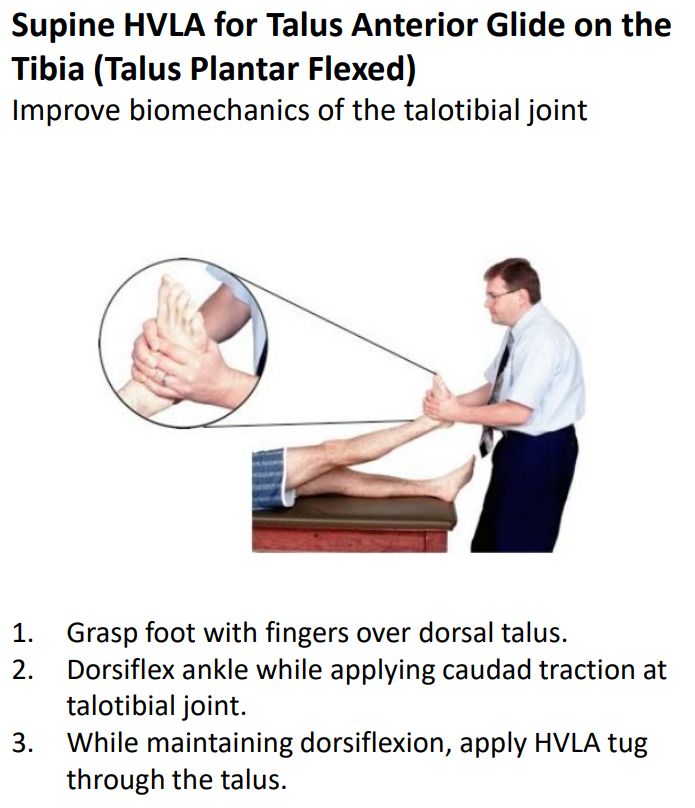 Supine HVLA for Talus Anterior Glide on the
Tibia (Talus Plantar Flexed)
Improve biomechanics of the talotibial joint
1. Grasp foot with fingers over dorsal talus.
2. Dorsiflex ankle while applying caudad traction at
talotibial joint.
3. While maintaining dorsiflexion, apply HVLA tug
through the talus.